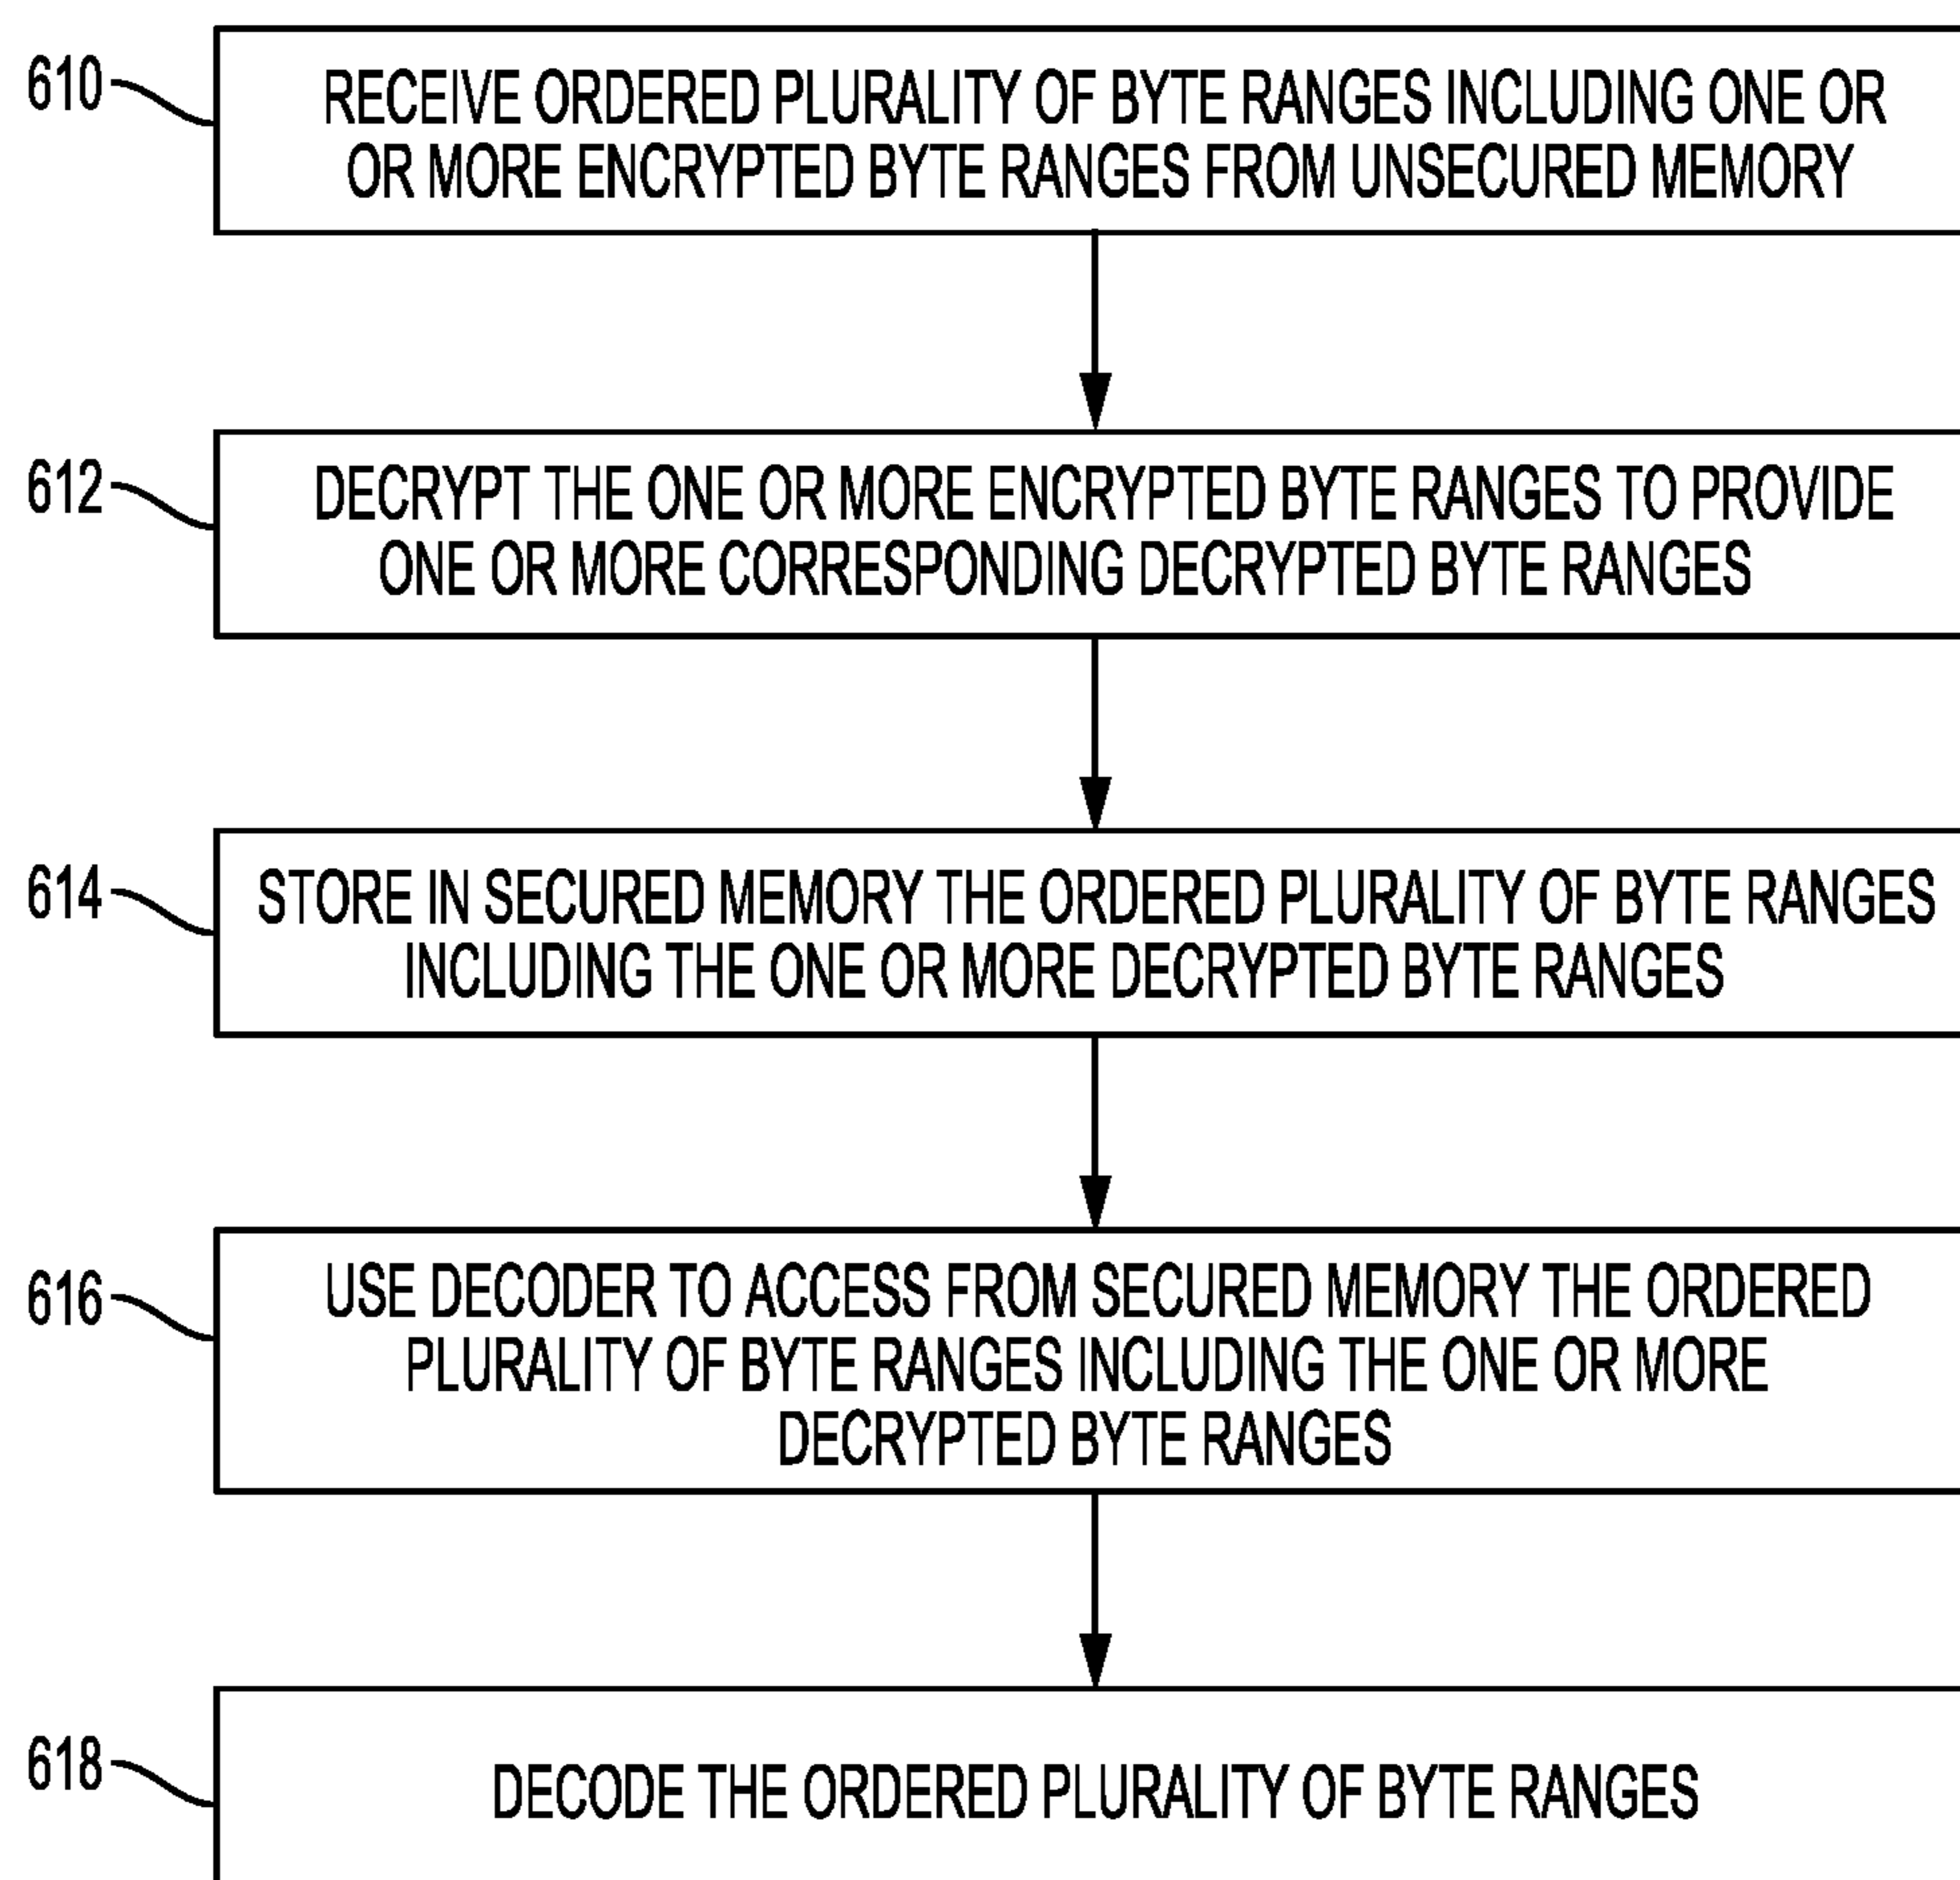 610
RECEIVE ORDERED PLURALITY OF BYTE RANGES INCLUDING ONE OR
OR MORE ENCRYPTED BYTE RANGES FROM UNSECURED MEMORY
612
DECRYPT THE ONE OR MORE ENCRYPTED BYTE RANGES TO PROVIDE
ONE OR MORE CORRESPONDING DECRYPTED BYTE RANGES
614
STORE IN SECURED MEMORY THE ORDERED PLURALITY OF BYTE RANGES
INCLUDING THE ONE OR MORE DECRYPTED BYTE RANGES
616
USE DECODER TO ACCESS FROM SECURED MEMORY THE ORDERED
PLURALITY OF BYTE RANGES INCLUDING THE ONE OR MORE
DECRYPTED BYTE RANGES
618
DECODE THE ORDERED PLURALITY OF BYTE RANGES